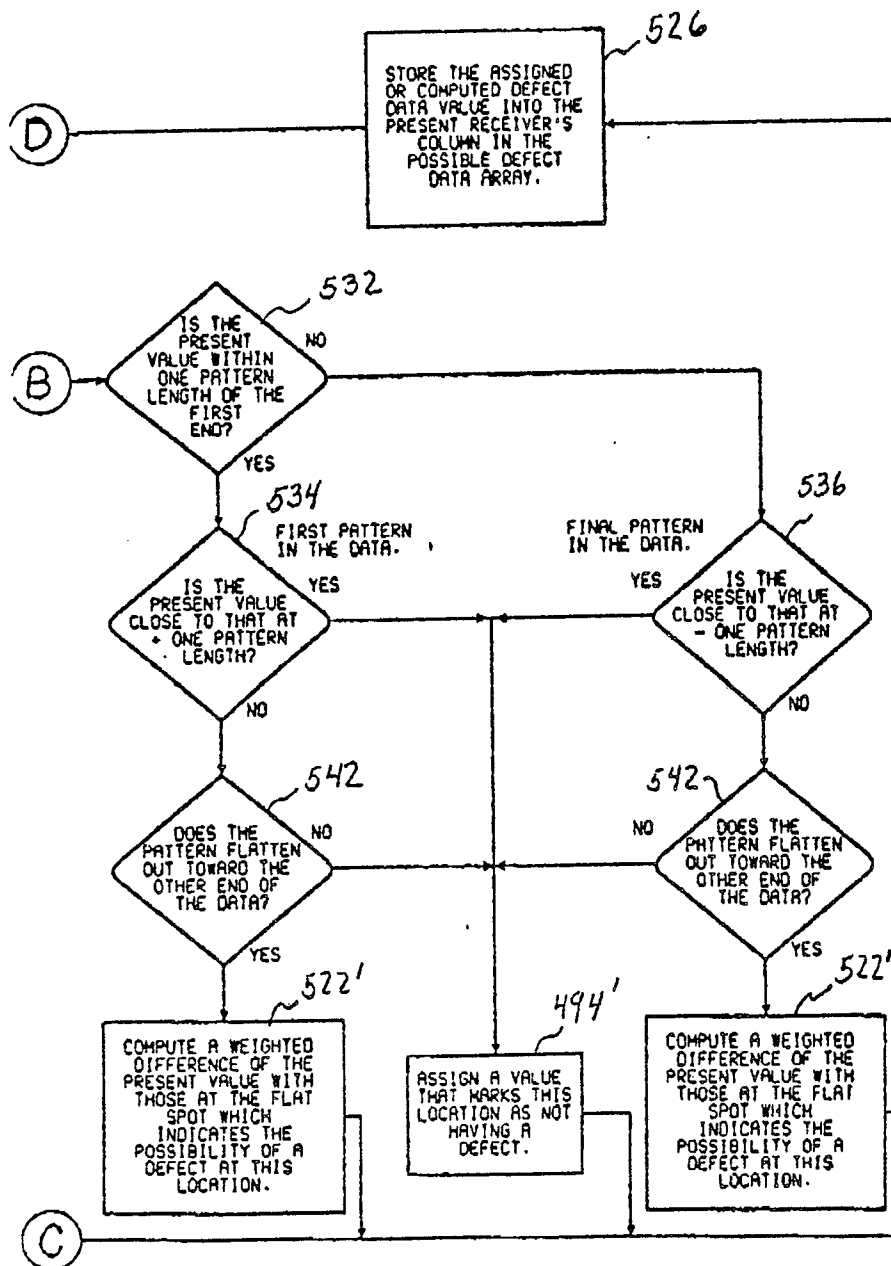 526
STORE THE ASSIGNED
OR COMPUTED DEFECT
DATA VALUE INTO THE
PRESENT RECEIVER'S
COLUMN IN THE
POSSIBLE DEFECT
DATA ARRAY.
D
532
IS THE
PRESENT
VALUE WITHIN
ONE PATTERN
LENGTH OF THE
FIRST
END?
NO
B
YES
534
FIRST PATTERN
IN THE DATA.
YES
IS THE
PRESENT VALUE
CLOSE TO THAT AT
+ ONE PATTERN
LENGTH?
NO
536
FINAL PATTERN
IN THE DATA.
YES
IS THE
PRESENT VALUE
CLOSE TO THAT AT
- ONE PATTERN
LENGTH?
NO
542
DOES THE
PATTERN FLATTEN
OUT TOWARD THE
OTHER END OF
THE DATA?
NO
YES
542
NO
DOES THE
PATTERN FLATTEN
OUT TOWARD THE
OTHER END OF
THE DATA?
YES
522'
COMPUTE A WEIGHTED
DIFFERENCE OF THE
PRESENT VALUE WITH
THOSE AT THE FLAT
SPOT WHICH
INDICATES THE
POSSIBILITY OF A
DEFECT AT THIS
LOCATION.
494'
ASSIGN A VALUE
THAT MARKS THIS
LOCATION AS NOT
HAVING A
DEFECT.
522'
COMPUTE A WEIGHTED
DIFFERENCE OF THE
PRESENT VALUE WITH
THOSE AT THE FLAT
SPOT WHICH
INDICATES THE
POSSIBILITY OF A
DEFECT AT THIS
LOCATION.
C